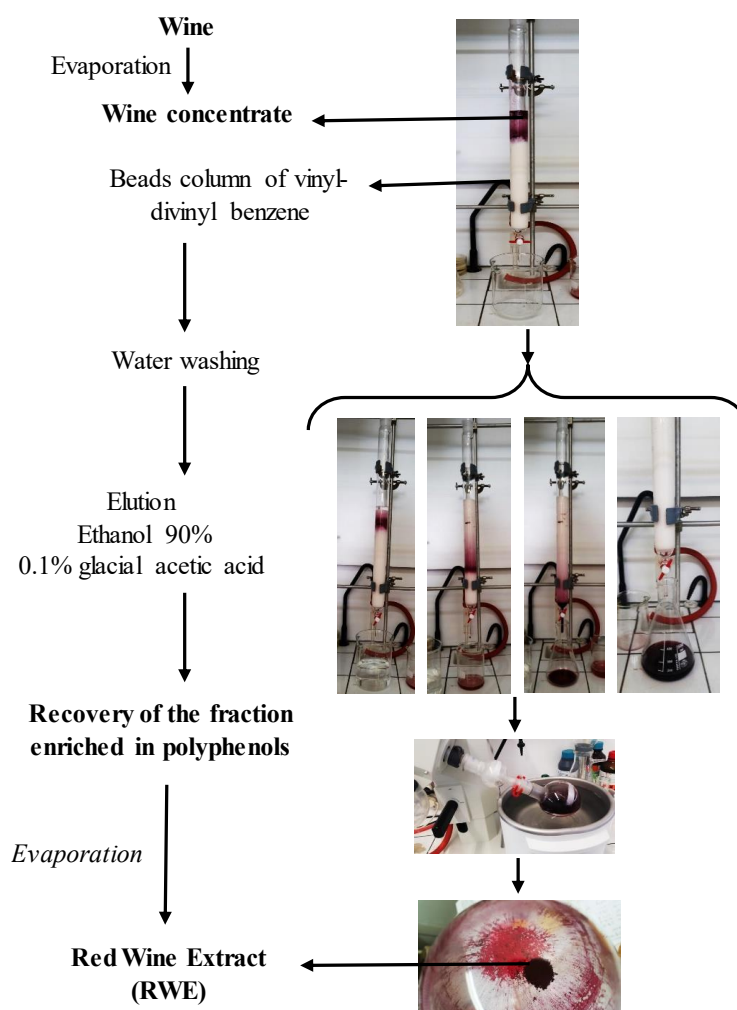 Wine
Evaporation
Wine concentrate
Beads column of vinyl-
divinyl benzene
Water washing
Elution
Ethanol 90%
0.1% glacial acetic acid
Recovery of the fraction
enriched in polyphenols
Evaporation
Red Wine Extract
(RWE)